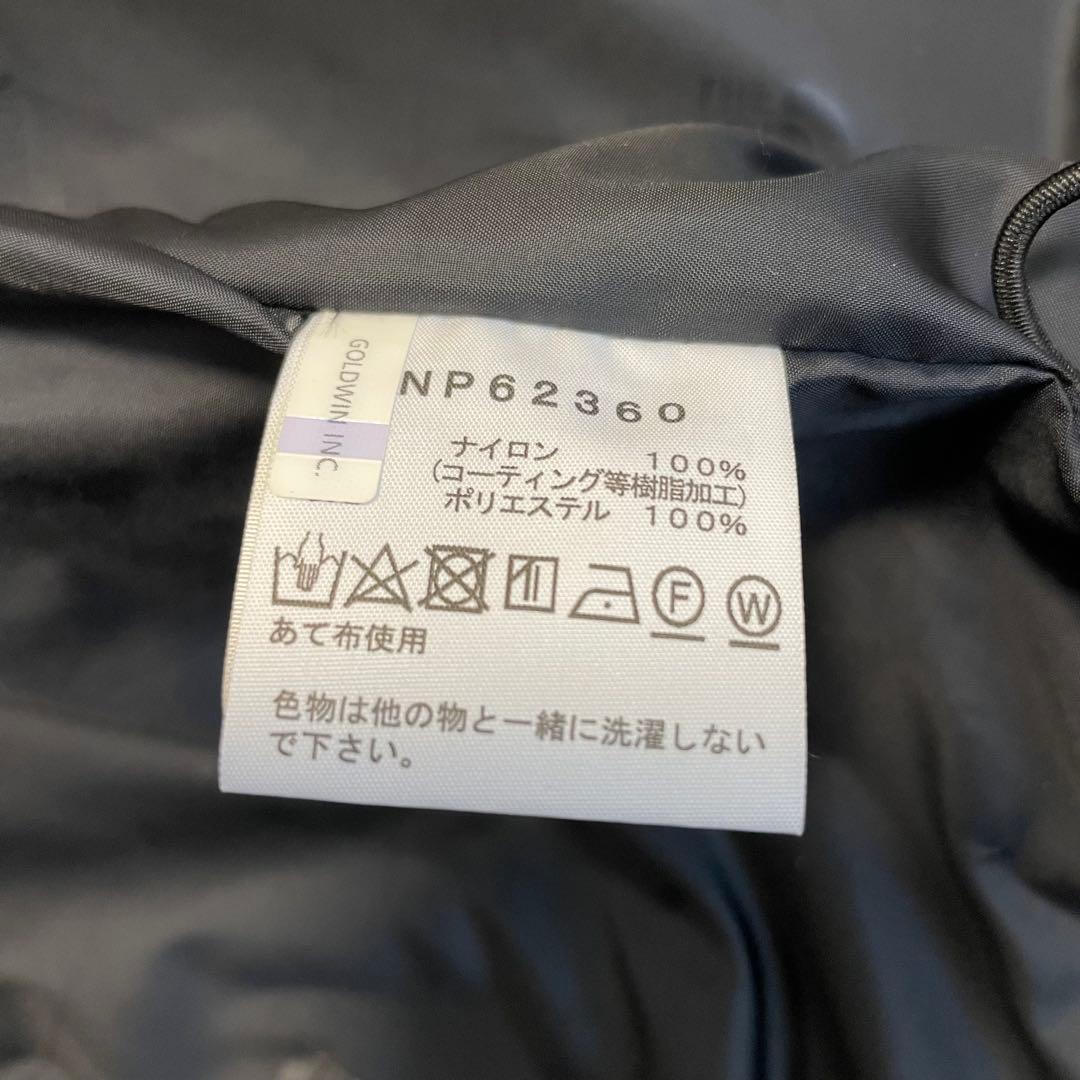 GOLDWIN INC.
NP62360
ナイロン 100%
(コーティング等樹脂加工)
ポリエステル 100%
F
W
あて布使用
色物は他の物と一緒に洗濯しない
で下さい。